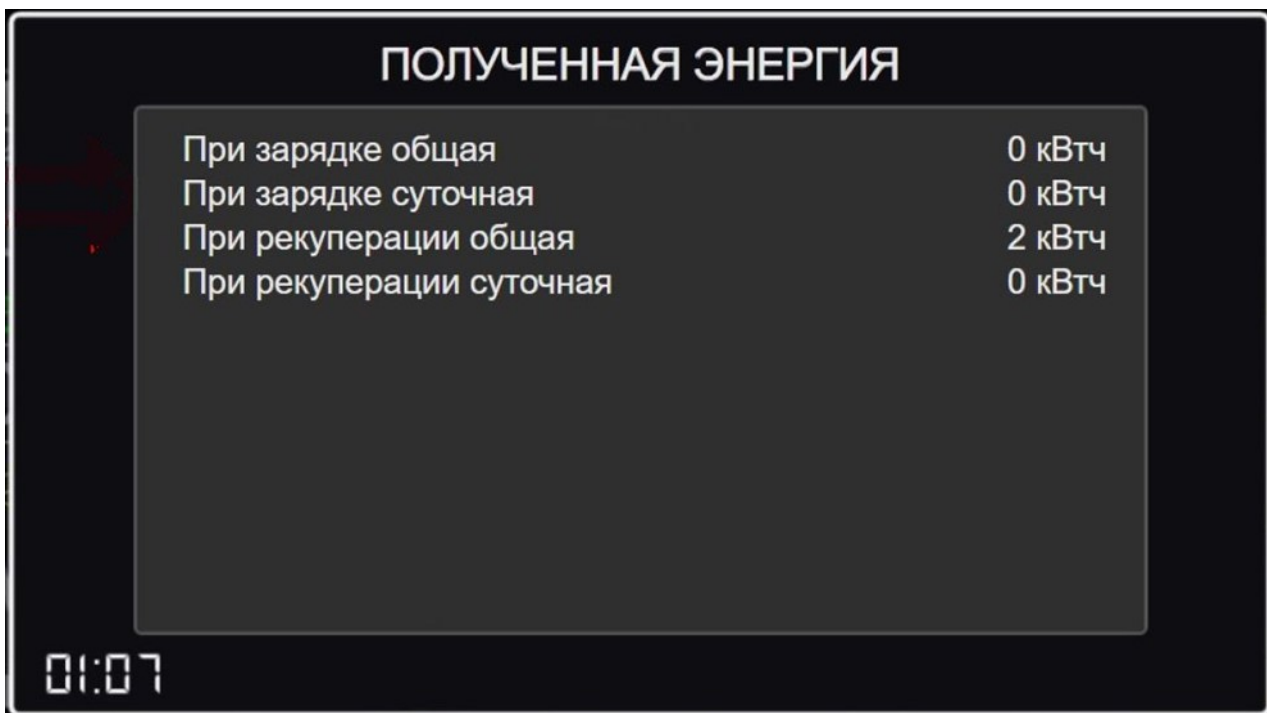 ПОЛУЧЕННАЯ ЭНЕРГИЯ
При зарядке общая 0 кВтч
При зарядке суточная 0 кВтч
При рекуперации общая 2 кВтч
При рекуперации суточная 0 кВтч
01:07